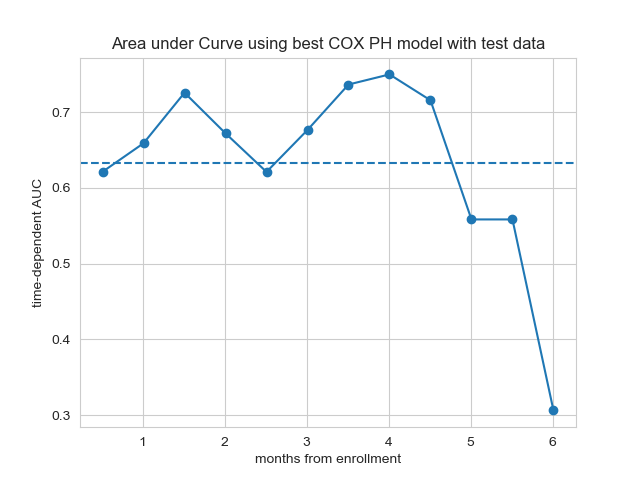 Area under Curve using best COX PH model with test data
time-dependent AUC
0.7
0.6
0.5
0.4
0.3
1 2 3 4 5 6
months from enrollment